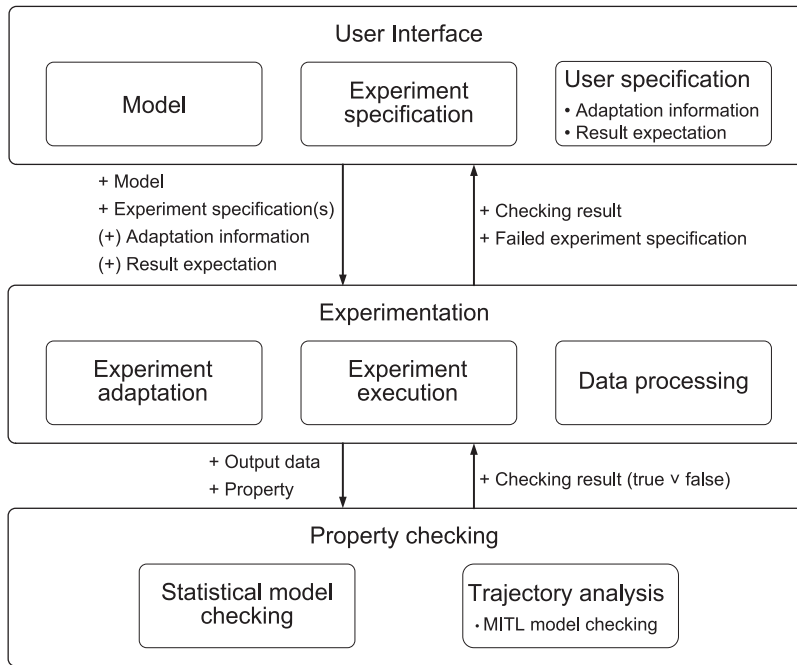 User Interface
Model
Experiment
specification
User specification
• Adaptation information
• Result expectation
+ Model
+ Experiment specification(s)
(+) Adaptation information
(+) Result expectation
+ Checking result
+ Failed experiment specification
Experimentation
Experiment
adaptation
Experiment
execution
Data processing
+ Output data
+ Property
+ Checking result (true ∨ false)
Property checking
Statistical model
checking
Trajectory analysis
• MITL model checking